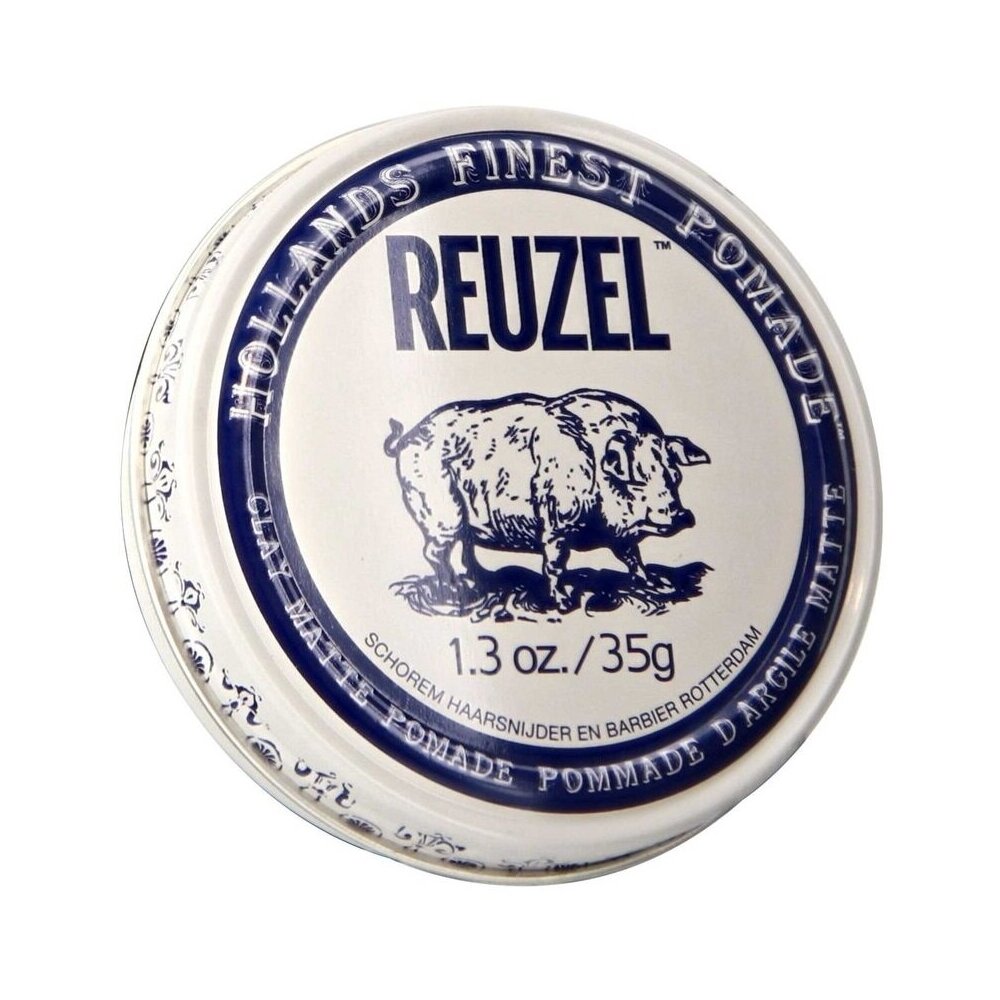 HOLLANDS FINEST POMADE™
REUZEL™
1.3 oz./35g
SCHOREM HAARSNIJDER EN BARBIER ROTTERDAM
CLAY MATTE POMADE POMMADE D'ARGILE MATTE